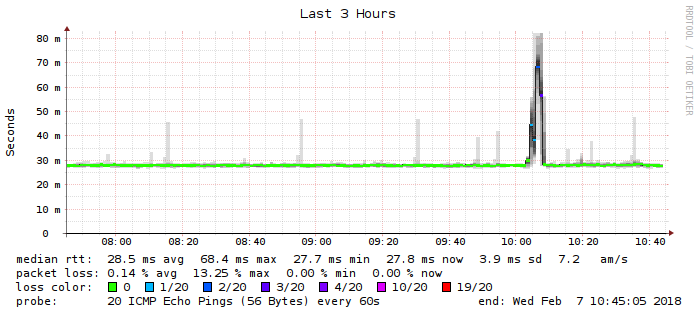 Last 3 Hours
RRDTOOL / TOBI OETIKER
Seconds
80 m
70 m
60 m
50 m
40 m
30 m
20 m
10 m
0
08:00 08:20 08:40 09:00 09:20 09:40 10:00 10:20 10:40
median rtt: 28.5 ms avg 68.4 ms max 27.7 ms min 27.8 ms now 3.9 ms sd 7.2 am/s
packet loss: 0.14 % avg 13.25 % max 0.00 % min 0.00 % now
loss color: 0 1/20 2/20 3/20 4/20 10/20 19/20
probe: 20 ICMP Echo Pings (56 Bytes) every 60s end: Wed Feb 7 10:45:05 2018